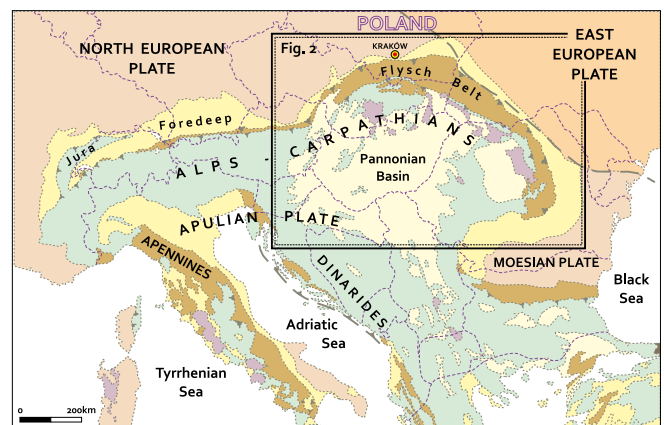 POLAND
NORTH EUROPEAN
PLATE
Fig. 2
KRAKÓW
EAST
EUROPEAN
PLATE
Flysch Belt
Foredeep
Jura
ALPS - CARPATHIANS
Pannonian
Basin
APULIAN PLATE
APENNINES
DINARIDES
MOESIAN PLATE
Black
Sea
Adriatic
Sea
Tyrrhenian
Sea
0 200km